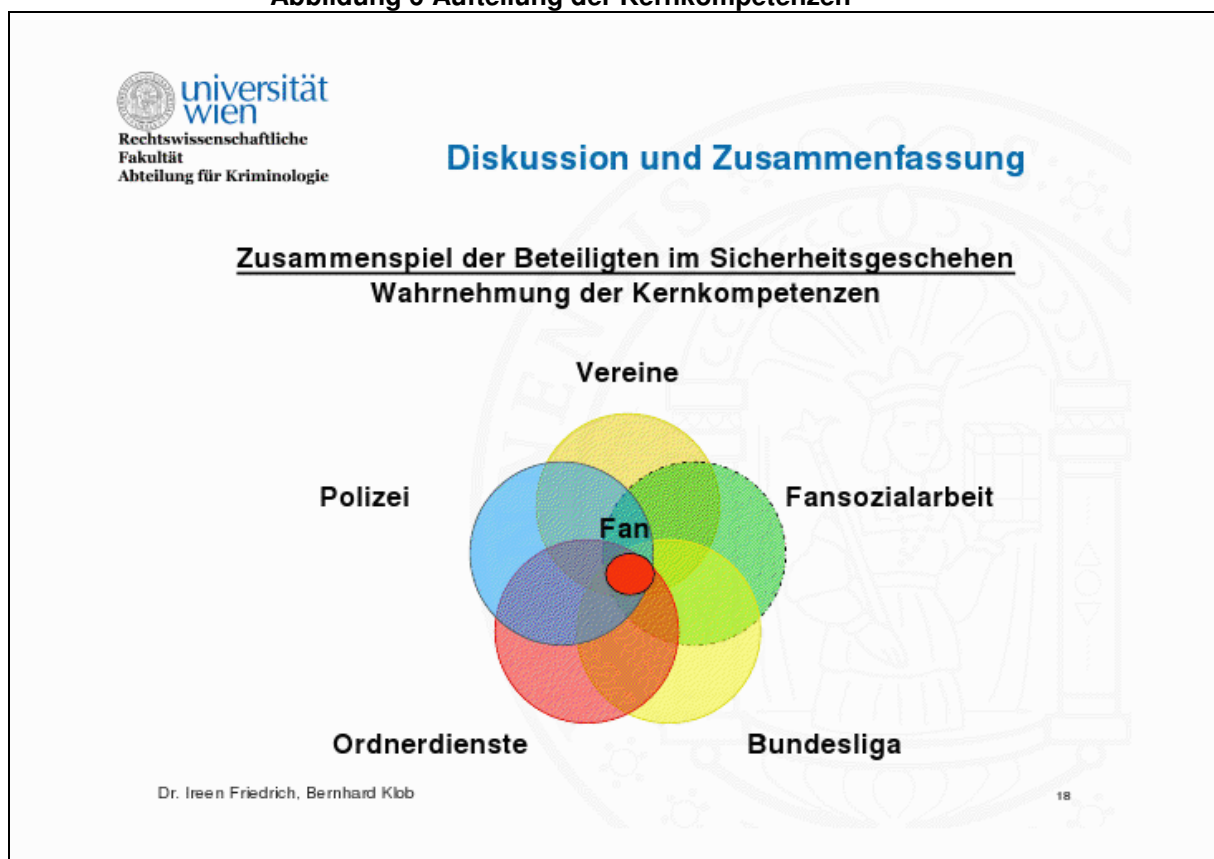 Abbildung 6 Aufteilung der Kernkompetenzen
universität
wien
Rechtswissenschaftliche
Fakultät
Abteilung für Kriminologie
Diskussion und Zusammenfassung
Zusammenspiel der Beteiligten im Sicherheitsgeschehen
Wahrnehmung der Kernkompetenzen
Vereine
Polizei
Fansozialarbeit
Fan
Ordnerdienste
Bundesliga
Dr. Ireen Friedrich, Bernhard Klob
18